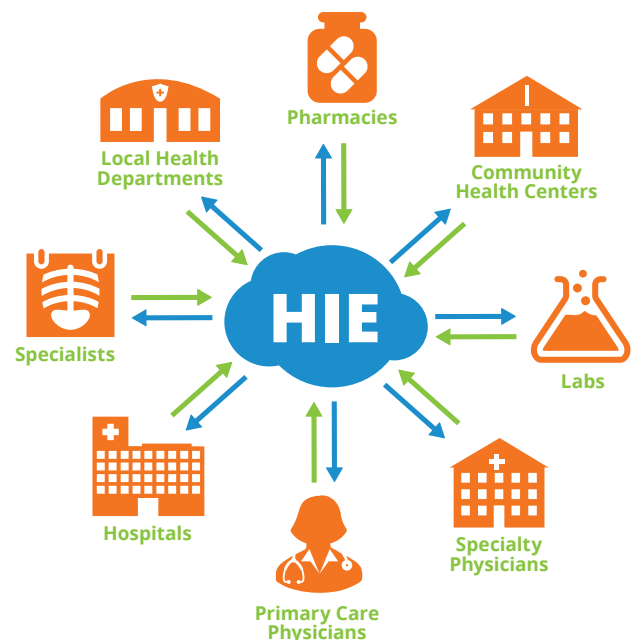 Pharmacies
Local Health
Departments
Community
Health Centers
HIE
Specialists
Labs
Hospitals
Specialty
Physicians
Primary Care
Physicians